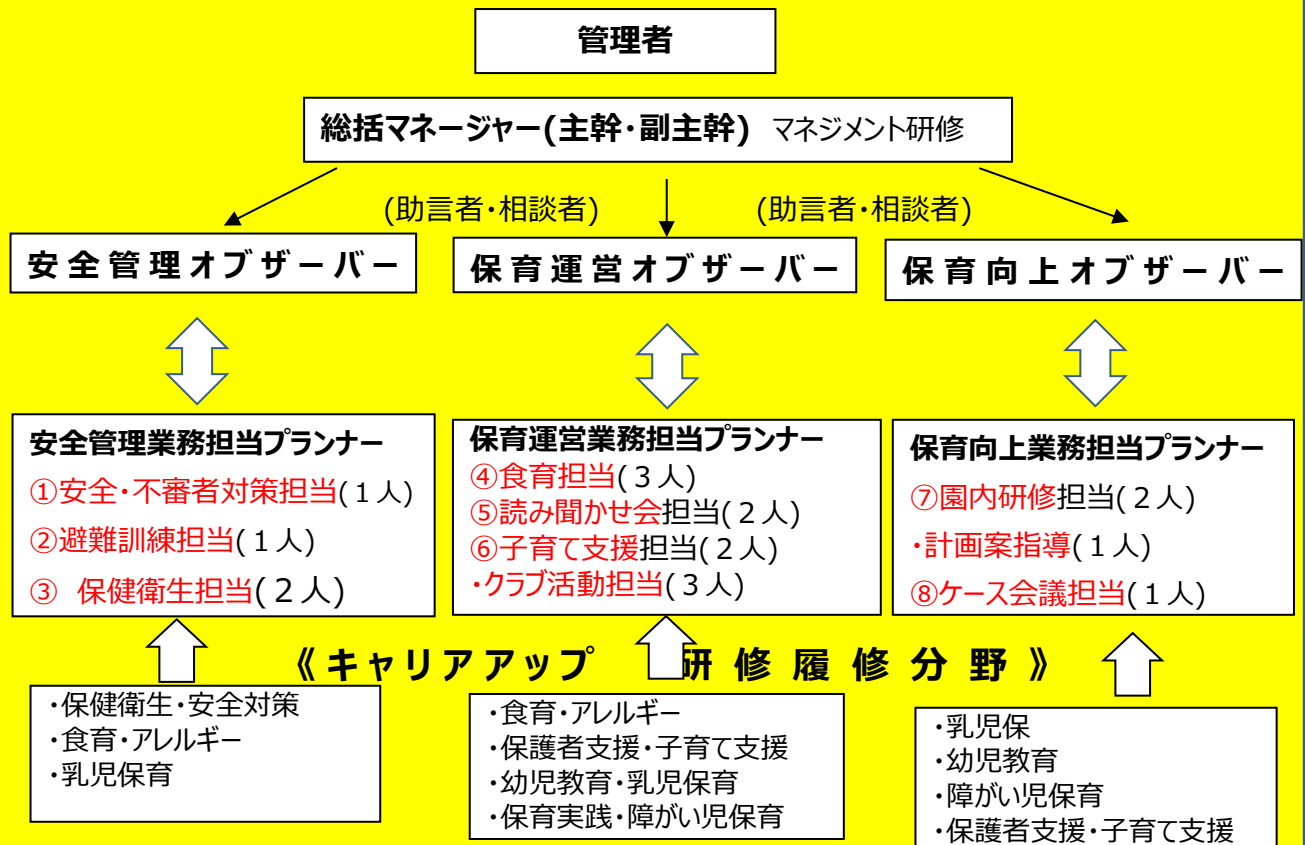 管理者
総括マネージャー(主幹・副主幹) マネジメント研修
(助言者・相談者) (助言者・相談者)
安全管理オブザーバー
保育運営オブザーバー
保育向上オブザーバー
安全管理業務担当プランナー
①安全・不審者対策担当(１人)
②避難訓練担当(１人)
③ 保健衛生担当(２人)
保育運営業務担当プランナー
④食育担当(３人)
⑤読み聞かせ会担当(２人)
⑥子育て支援担当(２人)
・クラブ活動担当(３人)
保育向上業務担当プランナー
⑦園内研修担当(２人)
・計画案指導(１人)
⑧ケース会議担当(１人)
《キャリアアップ 研修履修分野》
・保健衛生・安全対策
・食育・アレルギー
・乳児保育
・食育・アレルギー
・保護者支援・子育て支援
・幼児教育・乳児保育
・保育実践・障がい児保育
・乳児保
・幼児教育
・障がい児保育
・保護者支援・子育て支援